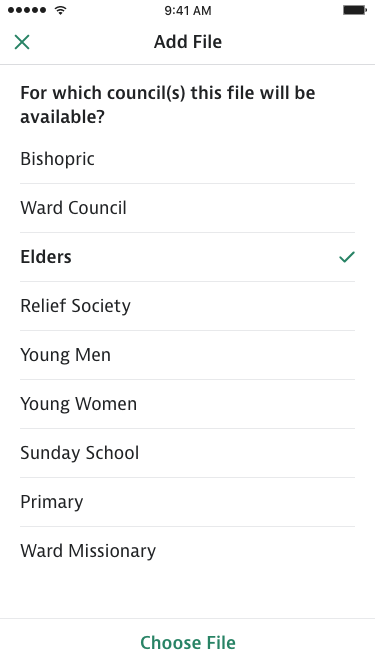 9:41 AM
Add File
For which council(s) this file will be
available?
Bishopric
Ward Council
Elders
Relief Society
Young Men
Young Women
Sunday School
Primary
Ward Missionary
Choose File